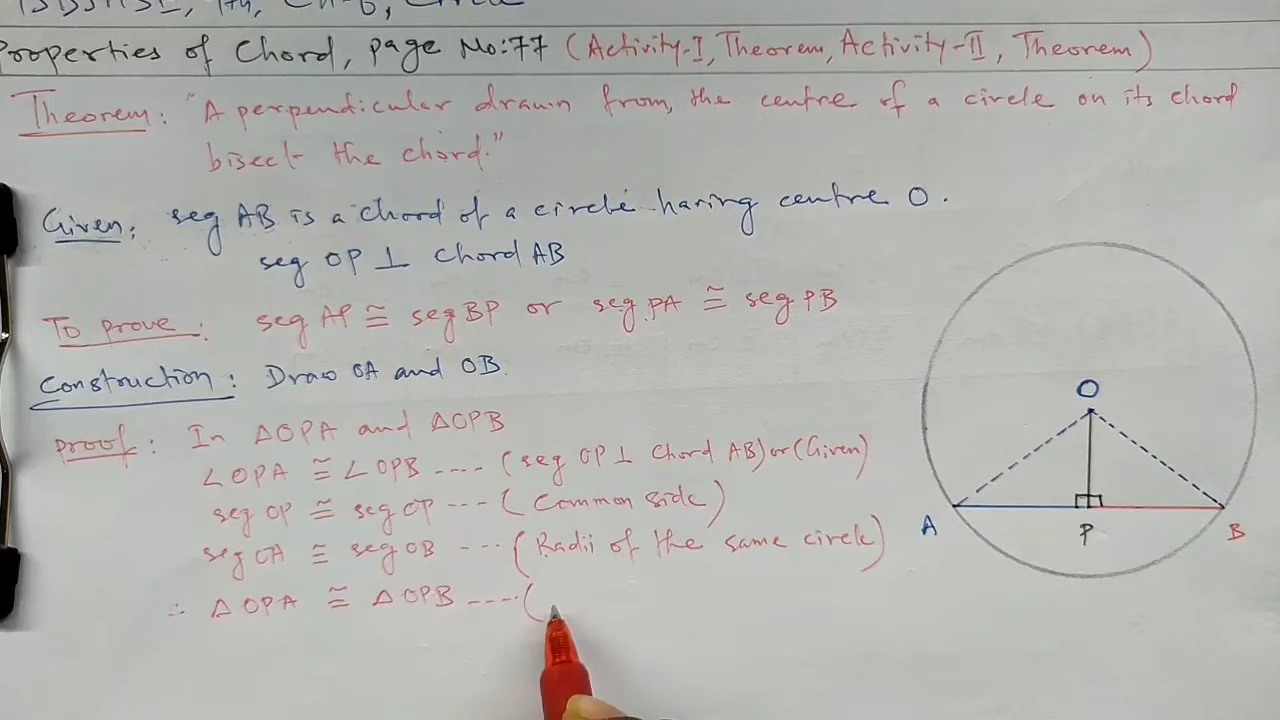 Properties of Chord, page No:77 (Activity-I, Theorem, Activity-II, Theorem)
Theorem: "A perpendicular drawn from, the centre of a circle on its chord
bisect the chord."
Given: seg AB is a chord of a circle having centre O.
seg OP ⊥ Chord AB
To prove: seg AP ≅ seg BP or seg PA ≅ seg PB
Construction: Draw OA and OB.
Proof: In △OPA and △OPB
∠OPA ≅ ∠OPB ---- (seg OP ⊥ Chord AB) or (Given)
seg OP ≅ seg OP --- (Common side)
seg OA ≅ seg OB --- (Radii of the same circle)
∴ △OPA ≅ △OPB ---- (
O
A P B